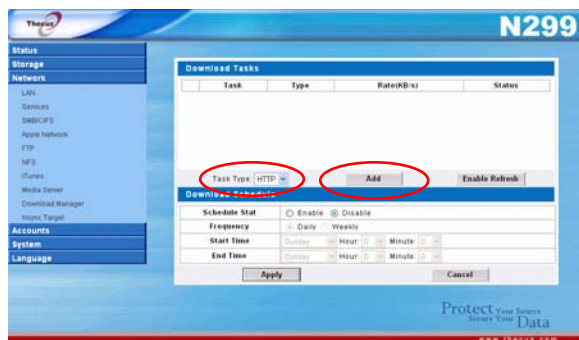 Thecus
N299
Status
Storage
Network
LAN
Services
SMB/CIFS
Apple Network
FTP
NFS
iTunes
Media Server
Download Manager
Nsync Target
Accounts
System
Language
Download Tasks
Task Type Rate(KB/s) Status
Task Type: HTTP Add Enable Refresh
Download Schedule
Schedule Stat Enable Disable
Frequency Daily Weekly
Start Time Sunday Hour: 0 Minute: 0
End Time Sunday Hour: 0 Minute: 0
Apply Cancel
Protect Your Source
Secure Your Data
www.thecus.com